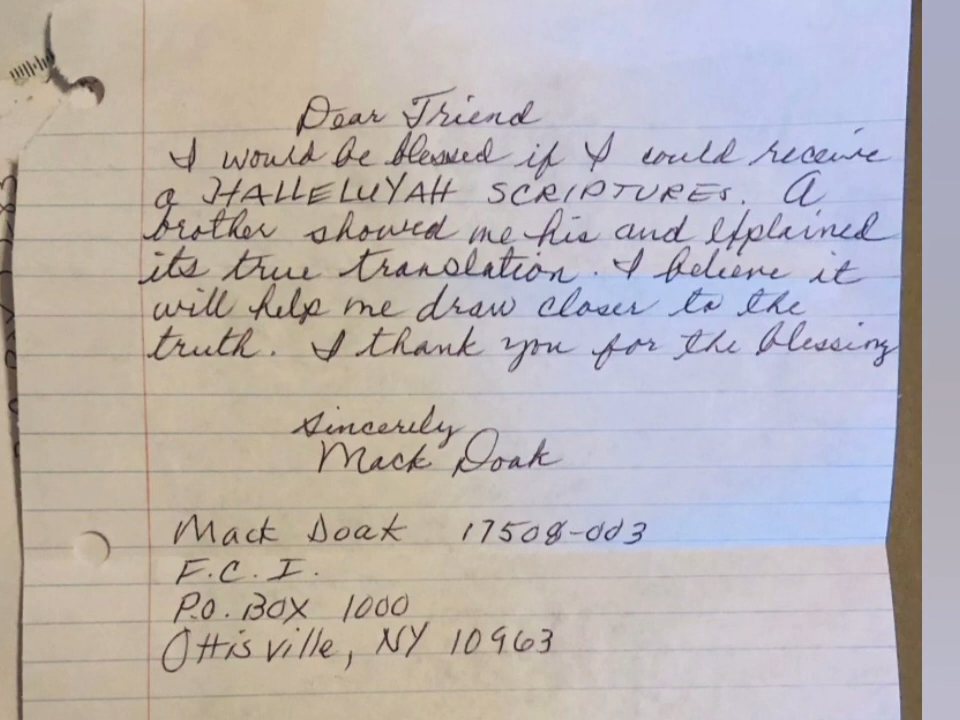 Dear Friend
I would be blessed if I could receive
a HALLELUYAH SCRIPTURES. A
brother showed me his and explained
its true translation. I believe it
will help me draw closer to the
truth. I thank you for the blessing
Sincerely
Mack Doak
Mack Doak 17508-003
F.C.I.
P.O. BOX 1000
Ottisville, NY 10963